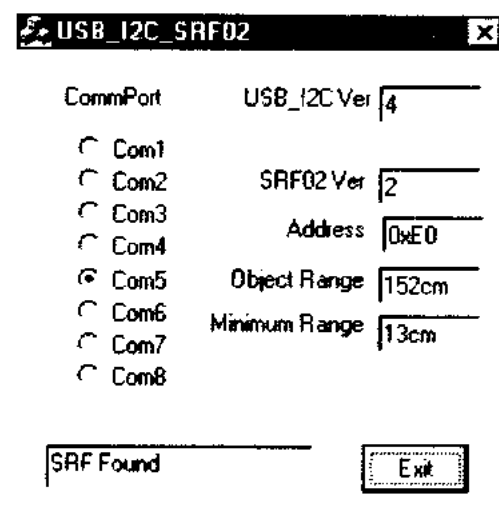 USB_I2C_SRF02
CommPort
USB_I2C Ver 4
Com1
Com2
SRF02 Ver 2
Com3
Address 0xE0
Com4
Com5
Object Range 152cm
Com6
Minimum Range 13cm
Com7
Com8
SRF Found
Exit